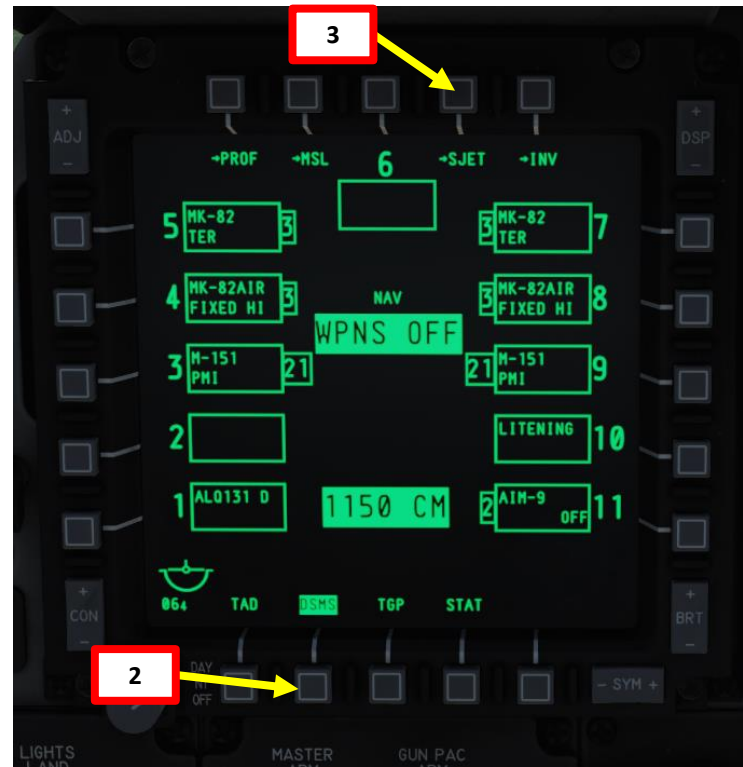 3
+
ADJ
-
+
DSP
-
→PROF →MSL 6 →SJET →INV
5 MK-82 3 3 MK-82 7
TER TER
4 MK-82AIR 3 NAV 3 MK-82AIR 8
FIXED HI FIXED HI
WPNS OFF
3 M-151 21 21 M-151 9
PMI PMI
2 LITENING 10
1 ALQ131 D 1150 CM 2 AIM-9 11
OFF
064 TAD DSMS TGP STAT
+
CON
-
+
BRT
-
2
DAY
NT
OFF
- SYM +
LIGHTS MASTER GUN PAC
LAND ARM ARM